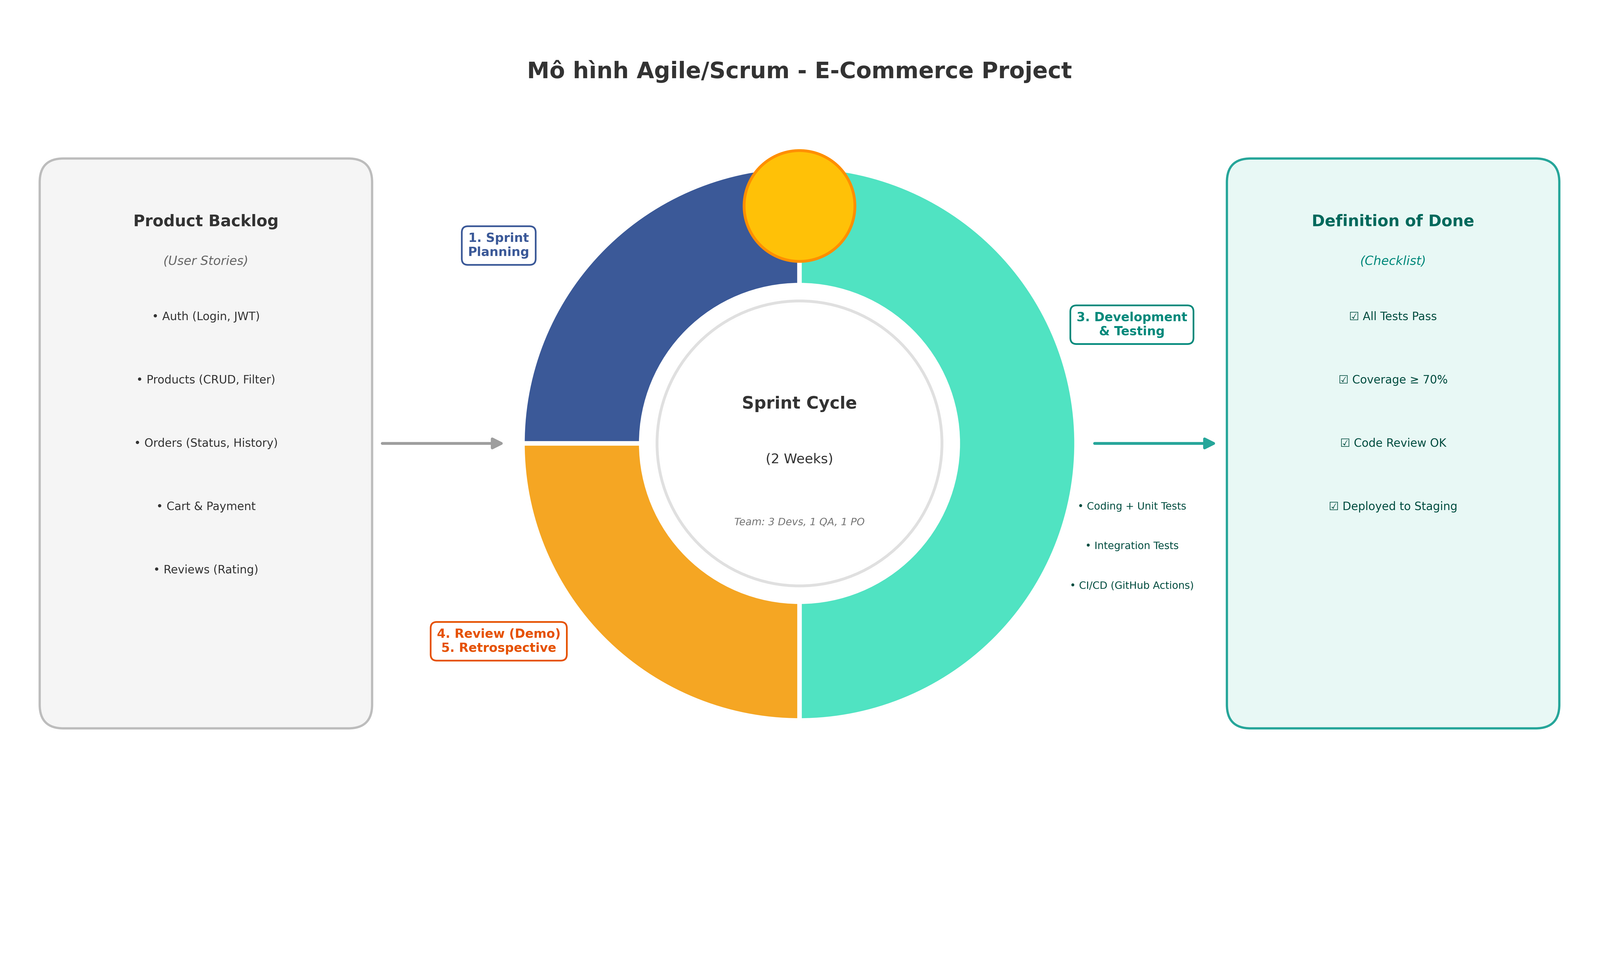 Mô hình Agile/Scrum - E-Commerce Project
Product Backlog
(User Stories)
• Auth (Login, JWT)
• Products (CRUD, Filter)
• Orders (Status, History)
• Cart & Payment
• Reviews (Rating)
1. Sprint
Planning
4. Review (Demo)
5. Retrospective
Sprint Cycle
(2 Weeks)
Team: 3 Devs, 1 QA, 1 PO
3. Development
& Testing
• Coding + Unit Tests
• Integration Tests
• CI/CD (GitHub Actions)
Definition of Done
(Checklist)
☑ All Tests Pass
☑ Coverage ≥ 70%
☑ Code Review OK
☑ Deployed to Staging